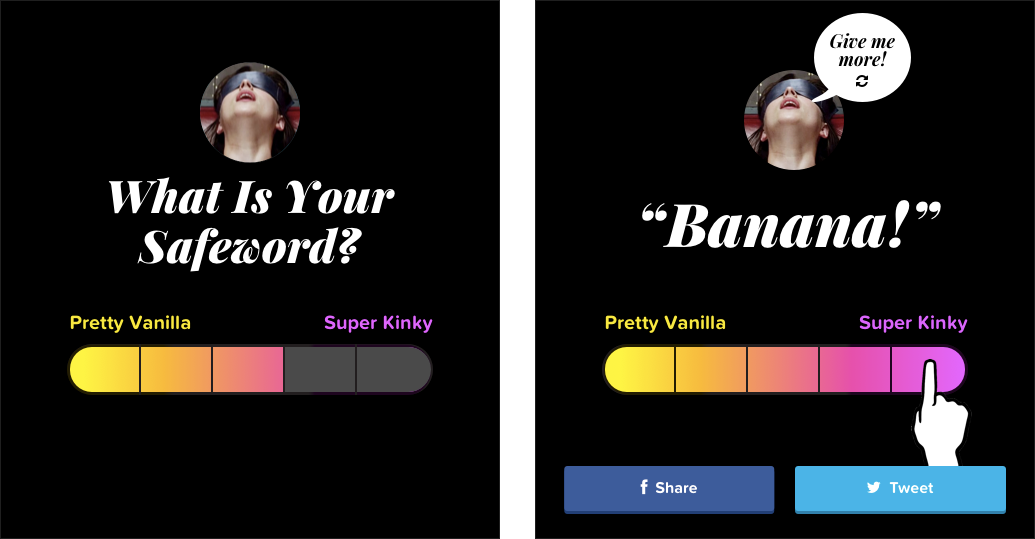 What Is Your
Safeword?
Pretty Vanilla
Super Kinky
Give me
more!
“Banana!”
Pretty Vanilla
Super Kinky
Share
Tweet